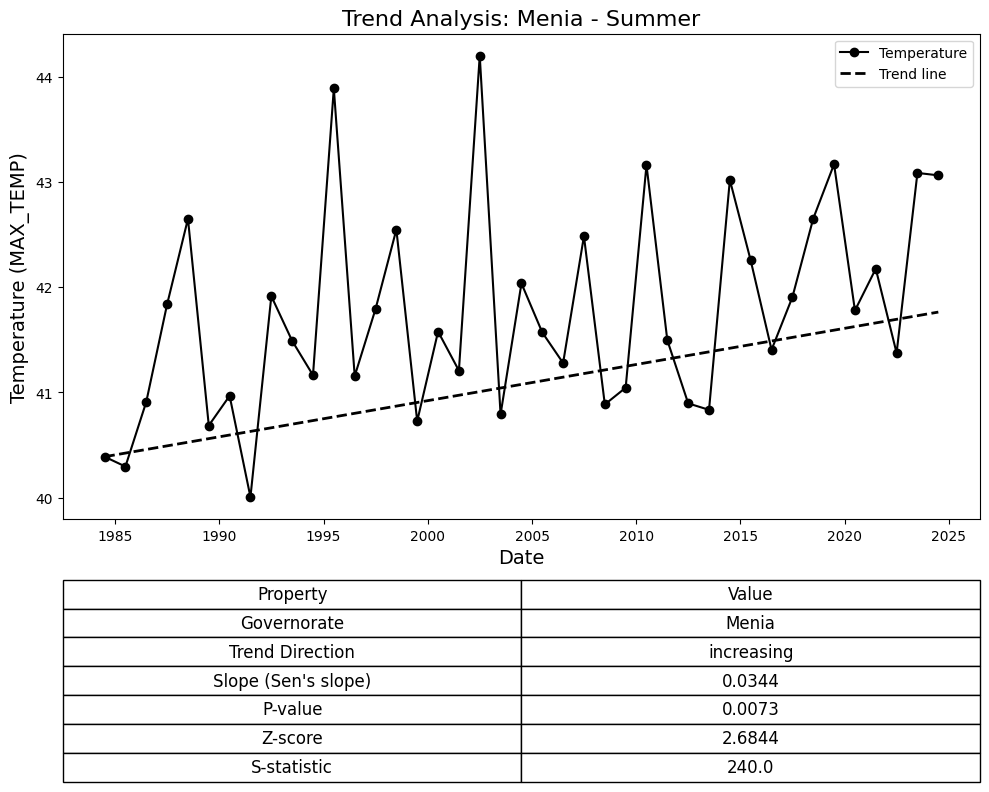 Trend Analysis: Menia - Summer
Temperature
Trend line
Temperature (MAX_TEMP)
44
43
42
41
40
1985 1990 1995 2000 2005 2010 2015 2020 2025
Date
Property Value
Governorate Menia
Trend Direction increasing
Slope (Sen's slope) 0.0344
P-value 0.0073
Z-score 2.6844
S-statistic 240.0